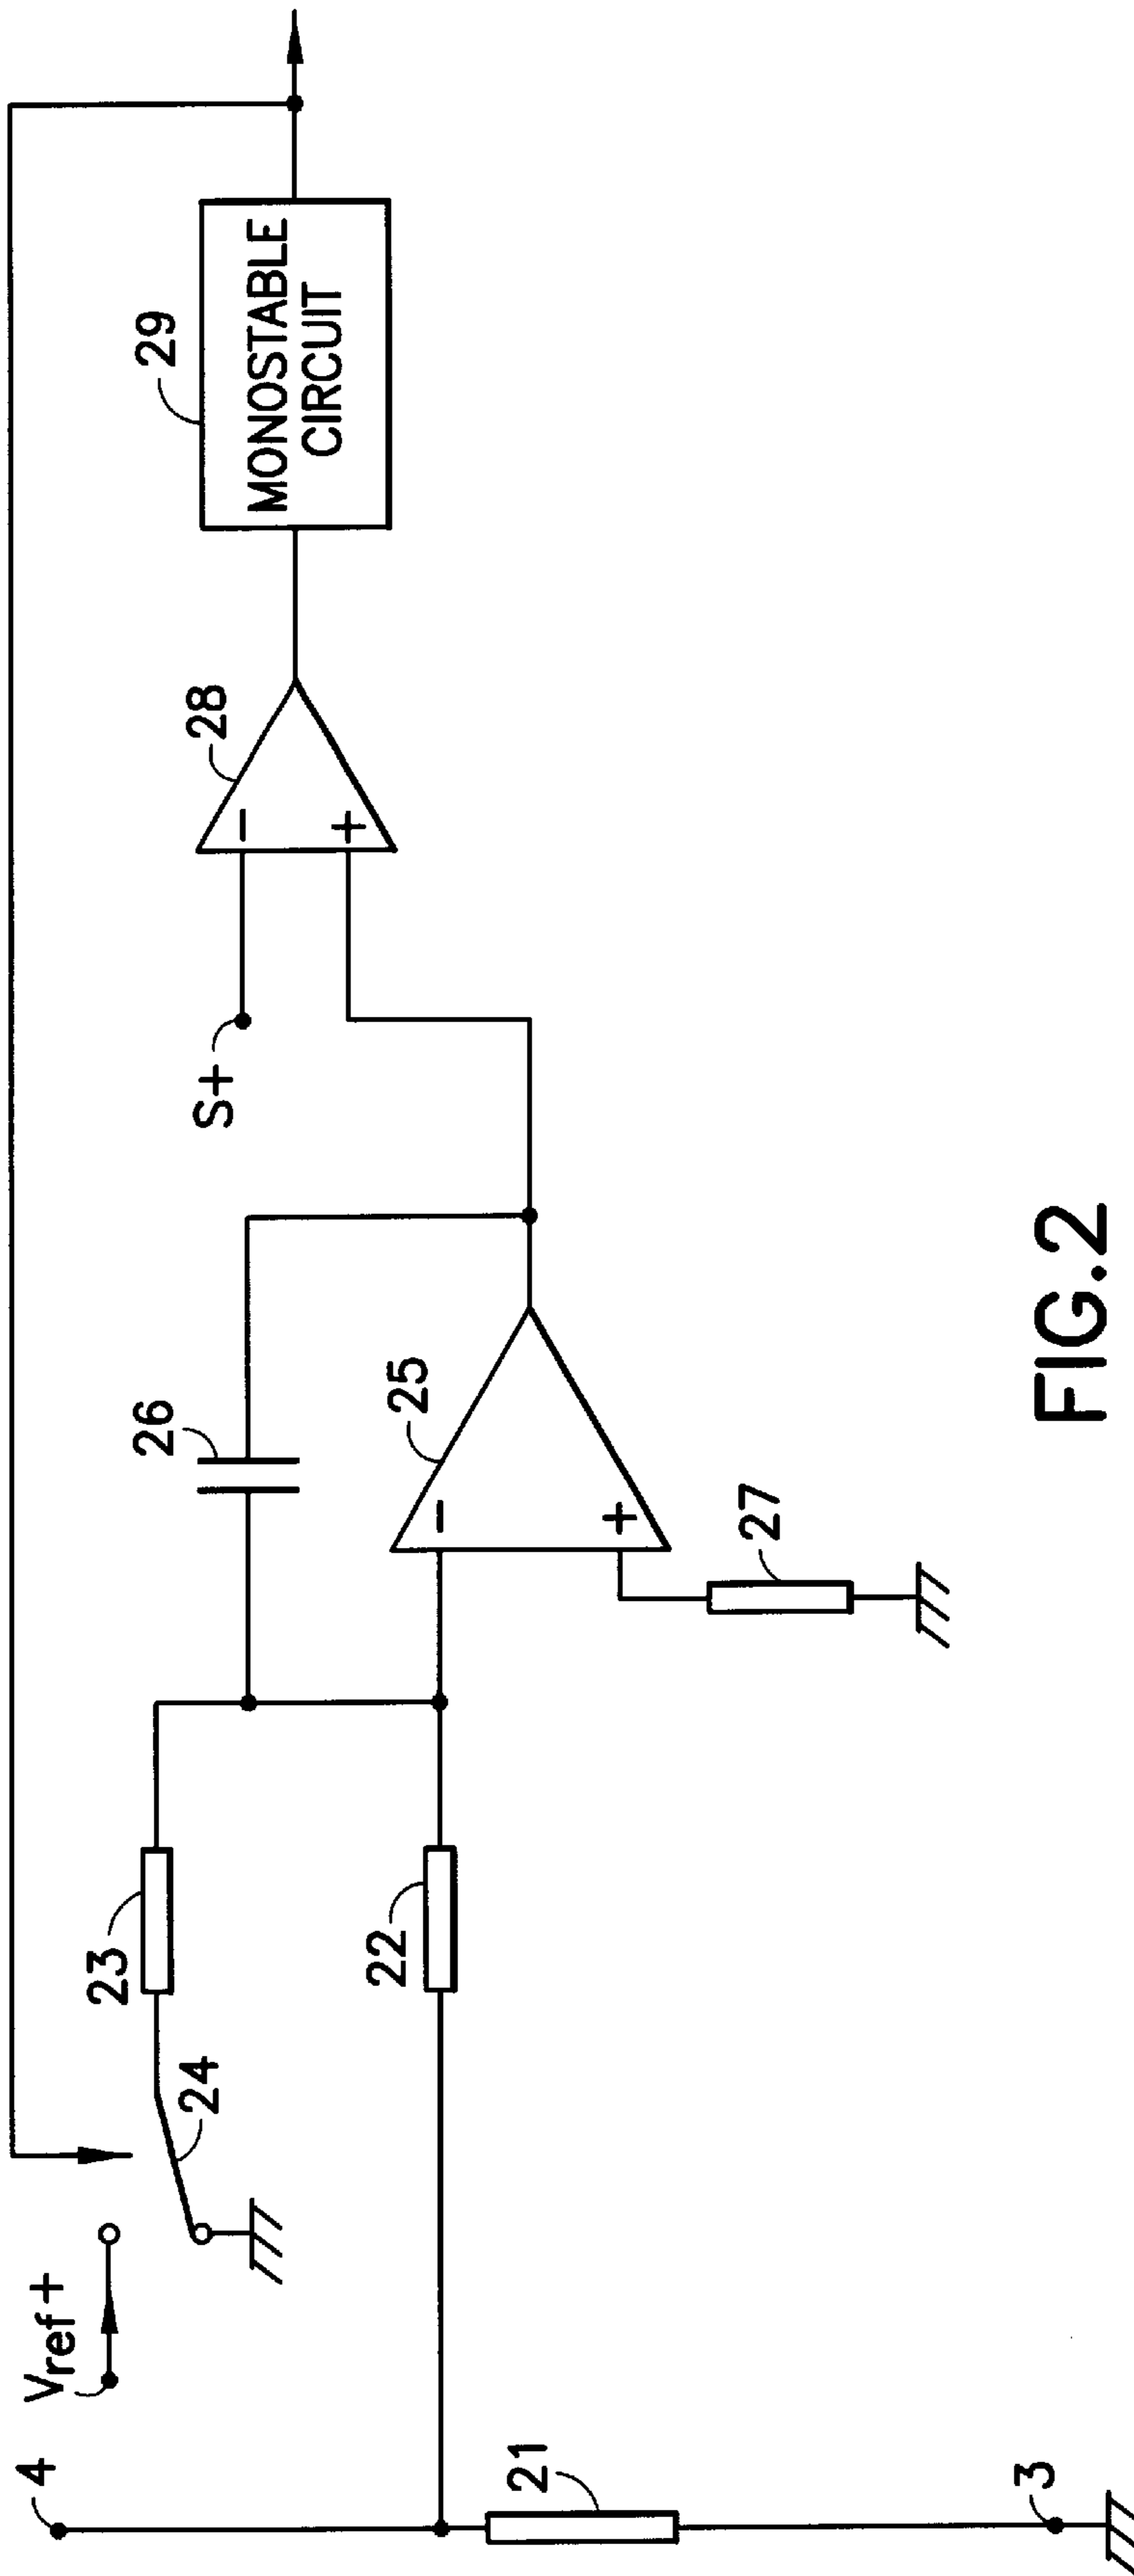 4
Vref+
24
23
26
S+
28
29
MONOSTABLE
CIRCUIT
22
25
21
27
3
FIG.2